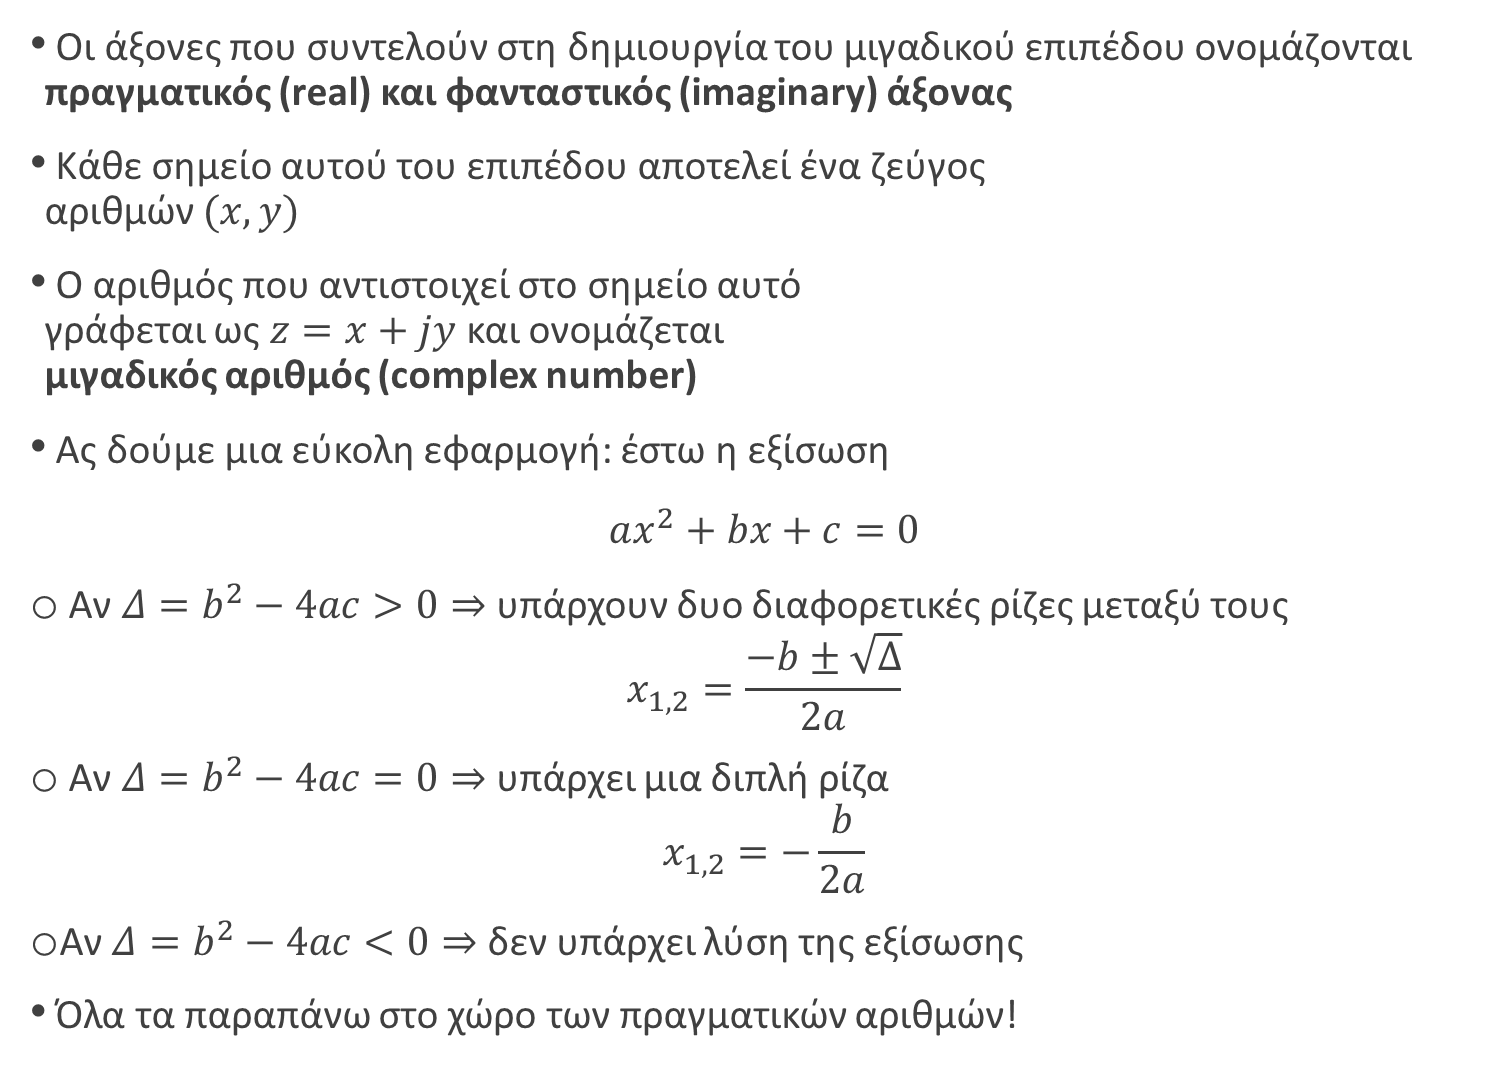 • Οι άξονες που συντελούν στη δημιουργία του μιγαδικού επιπέδου ονομάζονται
πραγματικός (real) και φανταστικός (imaginary) άξονας
• Κάθε σημείο αυτού του επιπέδου αποτελεί ένα ζεύγος
αριθμών (x, y)
• Ο αριθμός που αντιστοιχεί στο σημείο αυτό
γράφεται ως z = x + jy και ονομάζεται
μιγαδικός αριθμός (complex number)
• Ας δούμε μια εύκολη εφαρμογή: έστω η εξίσωση
ax² + bx + c = 0
○ Αν Δ = b² − 4ac > 0 ⇒ υπάρχουν δυο διαφορετικές ρίζες μεταξύ τους
x₁,₂ = (−b ± √Δ) / 2a
○ Αν Δ = b² − 4ac = 0 ⇒ υπάρχει μια διπλή ρίζα
x₁,₂ = − b / 2a
○Αν Δ = b² − 4ac < 0 ⇒ δεν υπάρχει λύση της εξίσωσης
• Όλα τα παραπάνω στο χώρο των πραγματικών αριθμών!